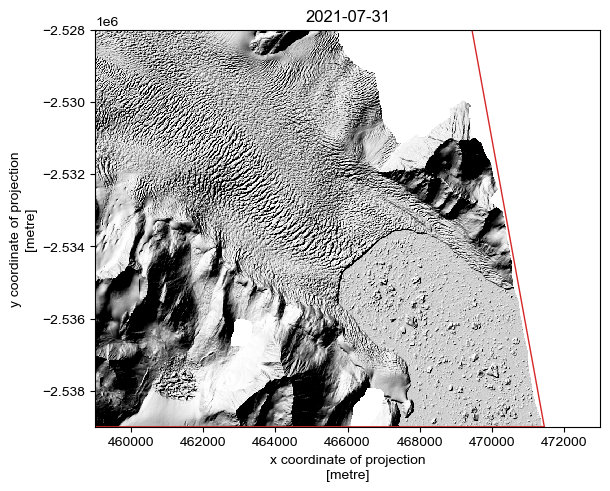 2021-07-31
1e6
−2.528
−2.530
−2.532
−2.534
−2.536
−2.538
y coordinate of projection
[metre]
460000 462000 464000 466000 468000 470000 472000
x coordinate of projection
[metre]